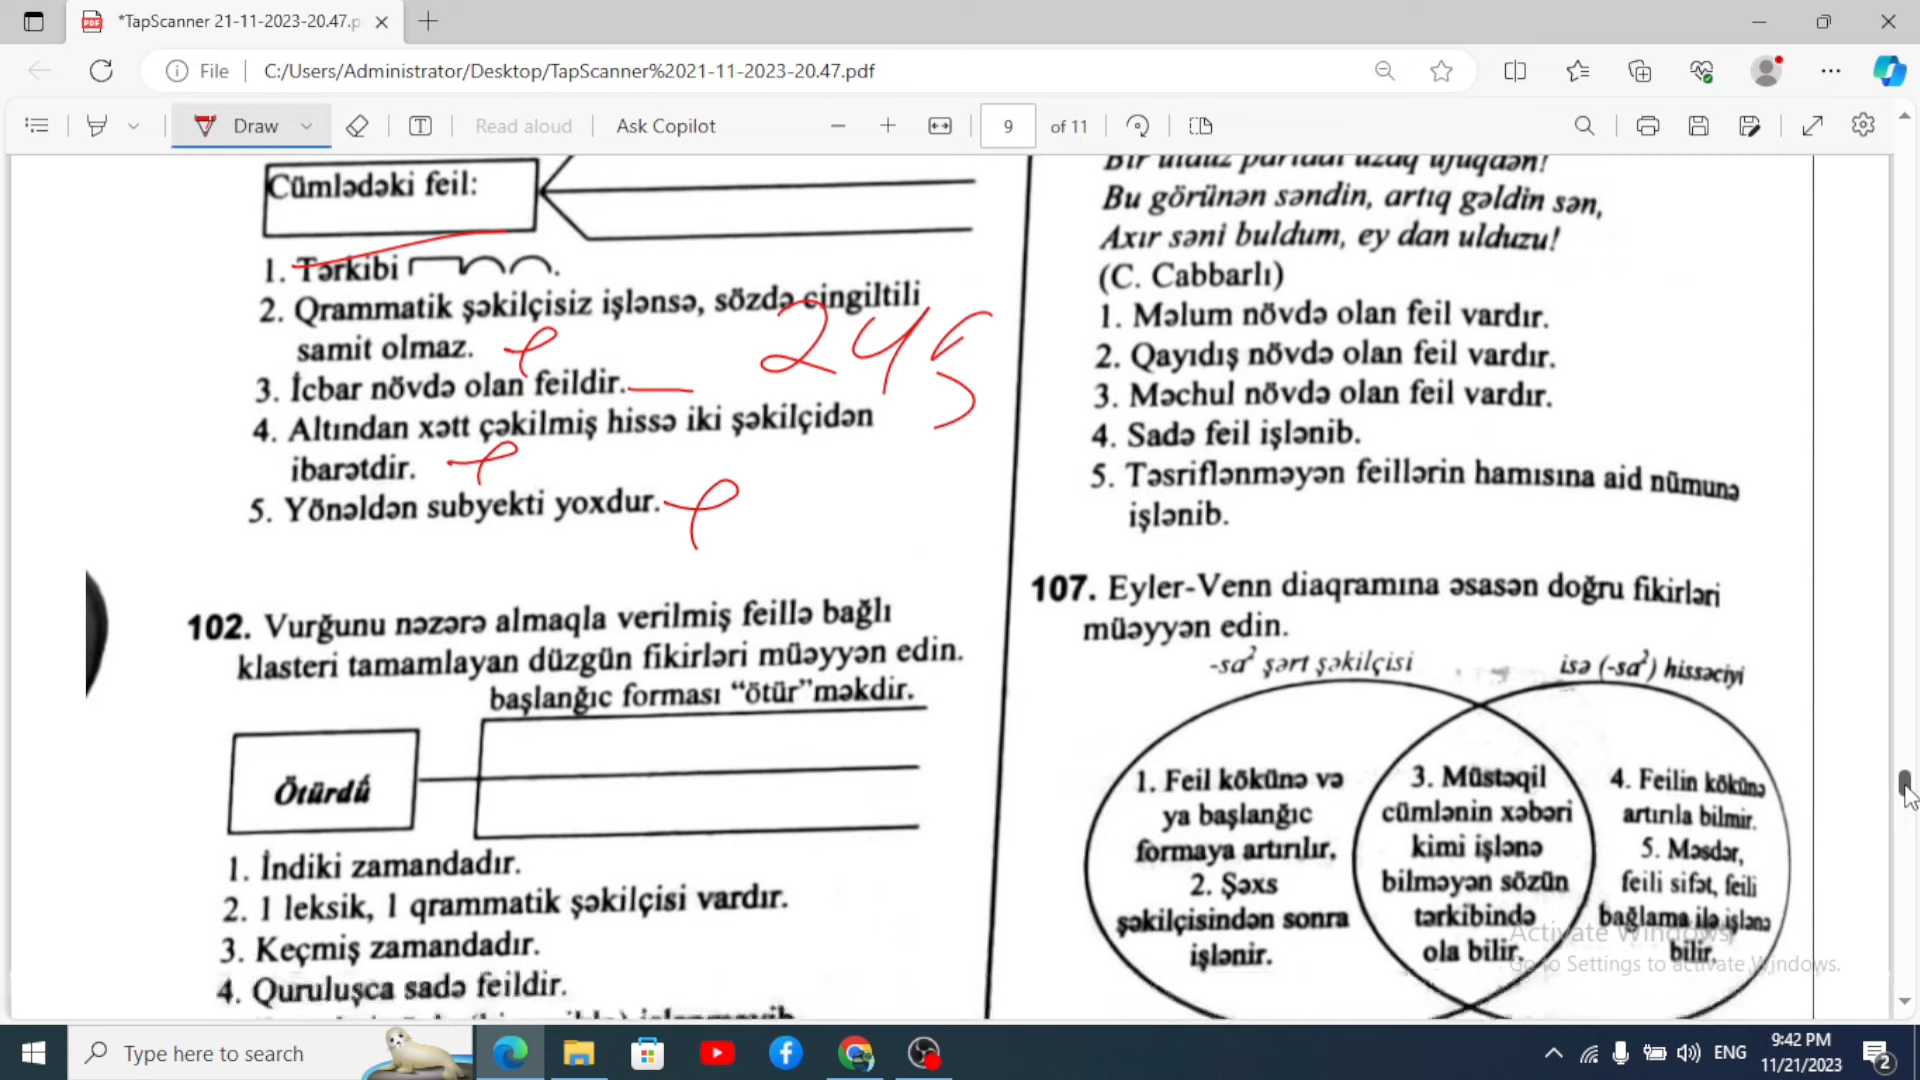 *TapScanner 21-11-2023-20.47.p
File
C:/Users/Administrator/Desktop/TapScanner%2021-11-2023-20.47.pdf
Draw
Read aloud
Ask Copilot
9
of 11
Cümlədəki feil:
1. Tərkibi
2. Qrammatik şəkilçisiz işlənsə, sözdə cingiltili
samit olmaz.
3. İcbar növdə olan feildir.
4. Altından xətt çəkilmiş hissə iki şəkilçidən
ibarətdir.
5. Yönəldən subyekti yoxdur.
245
102. Vurğunu nəzərə almaqla verilmiş feillə bağlı
klasteri tamamlayan düzgün fikirləri müəyyən edin.
başlanğıc forması “ötür”məkdir.
Ötürdǘ
1. İndiki zamandadır.
2. 1 leksik, 1 qrammatik şəkilçisi vardır.
3. Keçmiş zamandadır.
4. Quruluşca sadə feildir.
Bir ulduz parladı uzaq üfüqdən!
Bu görünən səndin, artıq gəldin sən,
Axır səni buldum, ey dan ulduzu!
(C. Cabbarlı)
1. Məlum növdə olan feil vardır.
2. Qayıdış növdə olan feil vardır.
3. Məchul növdə olan feil vardır.
4. Sadə feil işlənib.
5. Təsriflənməyən feillərin hamısına aid nümunə
işlənib.
107. Eyler-Venn diaqramına əsasən doğru fikirləri
müəyyən edin.
-sa² şərt şəkilçisi
isə (-sa²) hissəciyi
1. Feil kökünə və
ya başlanğıc
formaya artırılır,
2. Şəxs
şəkilçisindən sonra
işlənir.
3. Müstəqil
cümlənin xəbəri
kimi işlənə
bilməyən sözün
tərkibində
ola bilir.
4. Feilin kökünə
artırıla bilmir.
5. Məsdər,
feili sifət, feili
bağlama ilə işlənə
bilir.
Activate Windows
Go to Settings to activate Windows.
Type here to search
ENG
9:42 PM
11/21/2023
2